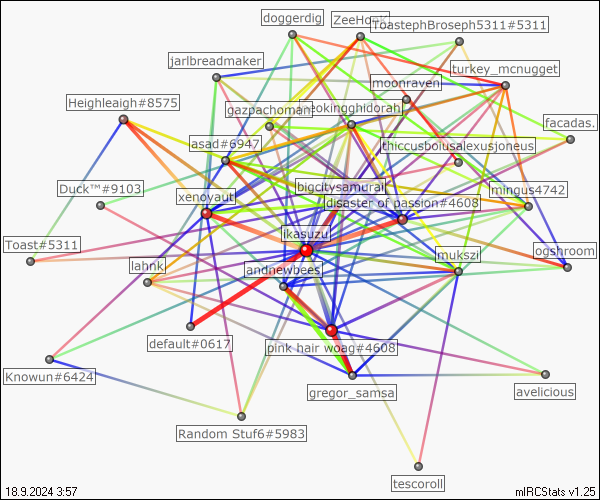 doggerdig
ZeeHo
ToastephBroseph5311#5311
jarlbreadmaker
turkey_mcnugget
moonraven
Heighleaigh#8575
gazpachoman
eokingghidorah
facadas.
asad#6947
thiccusboiusalexusjoneus
Duck™#9103
bigcitysamurai
mingus4742
xenovaut
disaster of passion#4608
ikasuzu
Toast#5311
lahnk
andnewbees
mukszi
ogshroom
default#0617
pink hair woag#4608
Knowun#6424
gregor_samsa
avelicious
Random Stuf6#5983
tescoroll
18.9.2024 3:57
mIRCStats v1.25